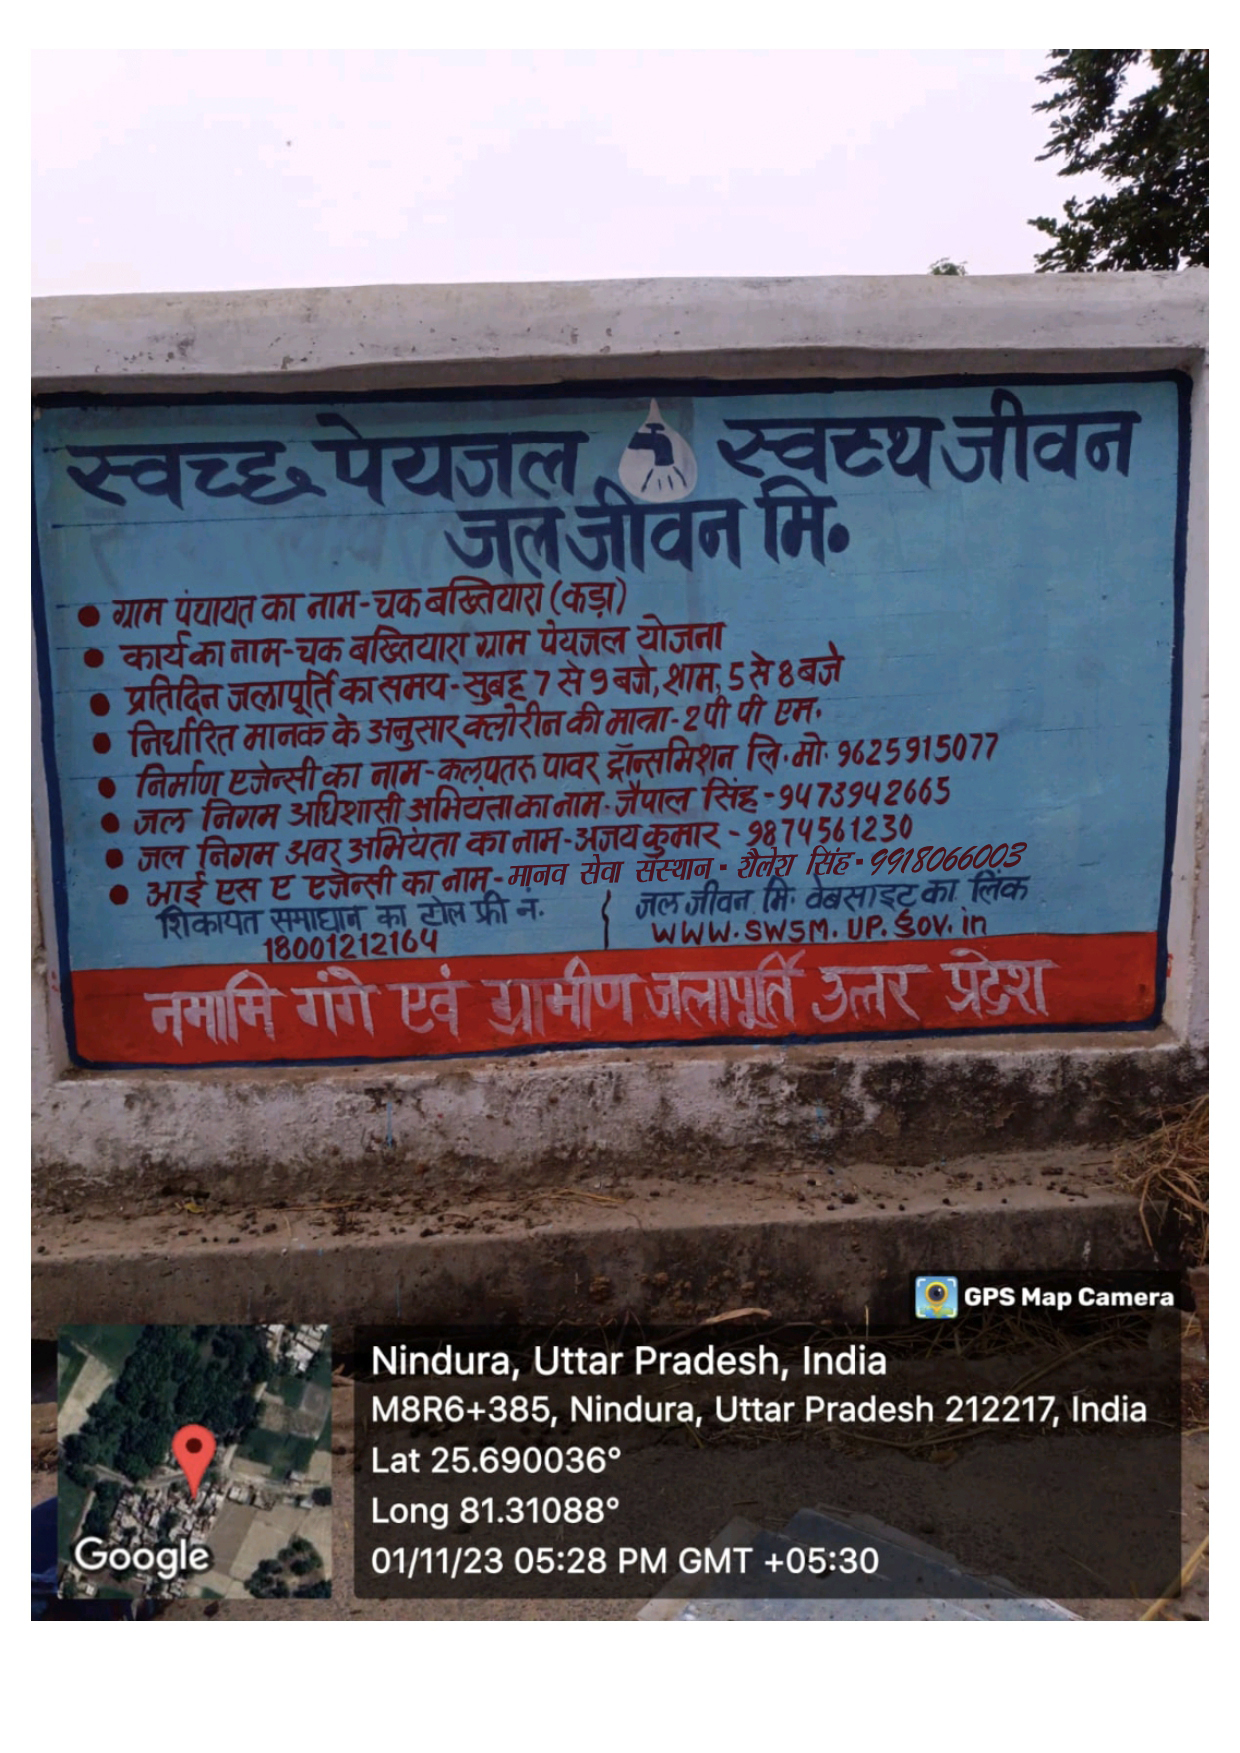 स्वच्छ पेयजल स्वस्थ जीवन
जल जीवन मि.
• ग्राम पंचायत का नाम - चक बख्तियारा (कड़ा)
• कार्य का नाम - चक बख्तियारा ग्राम पेयजल योजना
• प्रतिदिन जलापूर्ति का समय - सुबह 7 से 9 बजे, शाम, 5 से 8 बजे
• निर्धारित मानक के अनुसार क्लोरीन की मात्रा - 2 पी पी एम.
• निर्माण एजेन्सी का नाम - कलपतरु पावर ट्रॉन्समिशन लि. मो. 9625915077
• जल निगम अधिशासी अभियंता का नाम - जैपाल सिंह - 9473942665
• जल निगम अवर अभियंता का नाम - अजय कुमार - 9874561230
• आई एस ए एजेन्सी का नाम - मानव सेवा संस्थान - शैलेश सिंह - 9918066003
शिकायत समाधान का टोल फ्री नं.
18001212164
जल जीवन मि. वेबसाइट का लिंक
WWW.SWSM.UP.Gov.in
नमामि गंगे एवं ग्रामीण जलापूर्ति उत्तर प्रदेश
GPS Map Camera
Nindura, Uttar Pradesh, India
M8R6+385, Nindura, Uttar Pradesh 212217, India
Lat 25.690036°
Long 81.31088°
01/11/23 05:28 PM GMT +05:30
Google